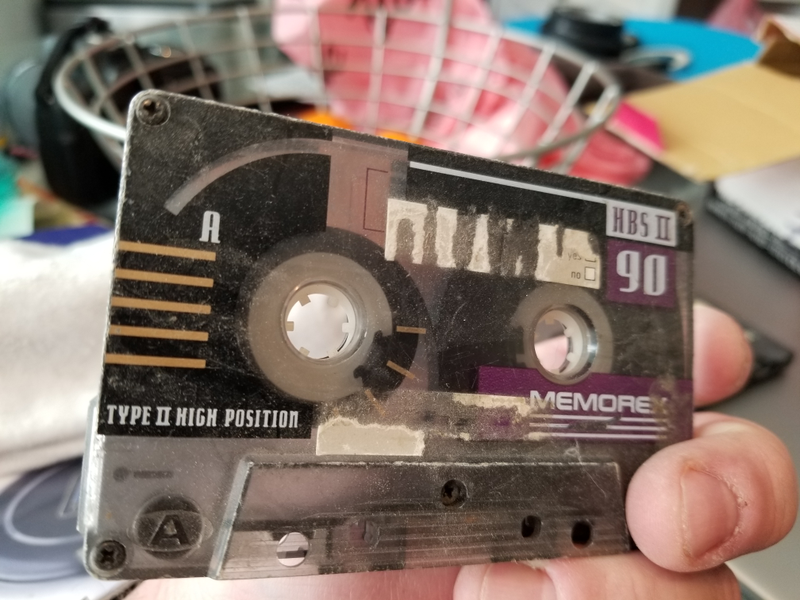 HBS II
A
90
YES
no
MEMOREX
TYPE II HIGH POSITION
A